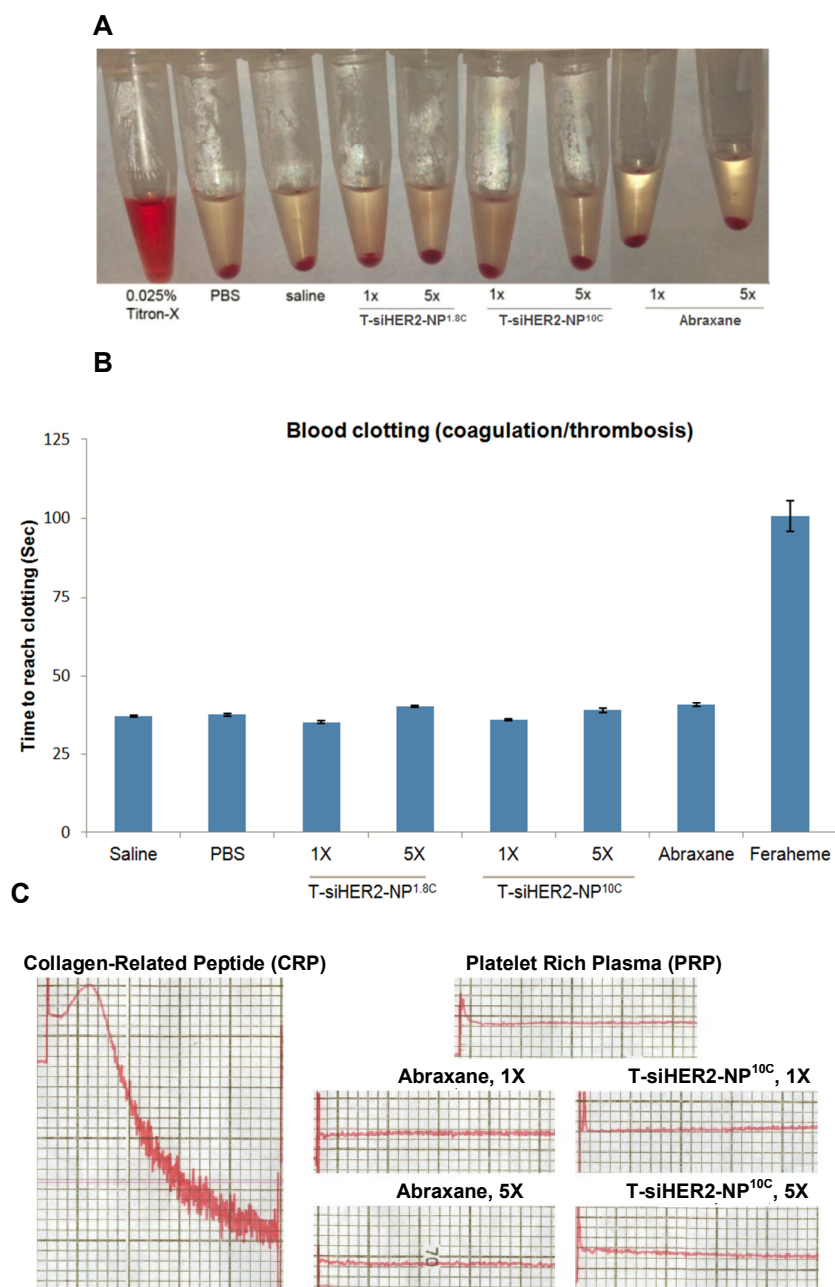 A
0.025%
Titron-X
PBS
saline
1x
5x
T-siHER2-NP1.8C
1x
5x
T-siHER2-NP10C
1x
5x
Abraxane
B
Blood clotting (coagulation/thrombosis)
Time to reach clotting (Sec)
125
100
75
50
25
0
Saline
PBS
1X
5X
T-siHER2-NP1.8C
1X
5X
T-siHER2-NP10C
Abraxane
Feraheme
C
Collagen-Related Peptide (CRP)
Platelet Rich Plasma (PRP)
Abraxane, 1X
T-siHER2-NP10C, 1X
Abraxane, 5X
T-siHER2-NP10C, 5X
70